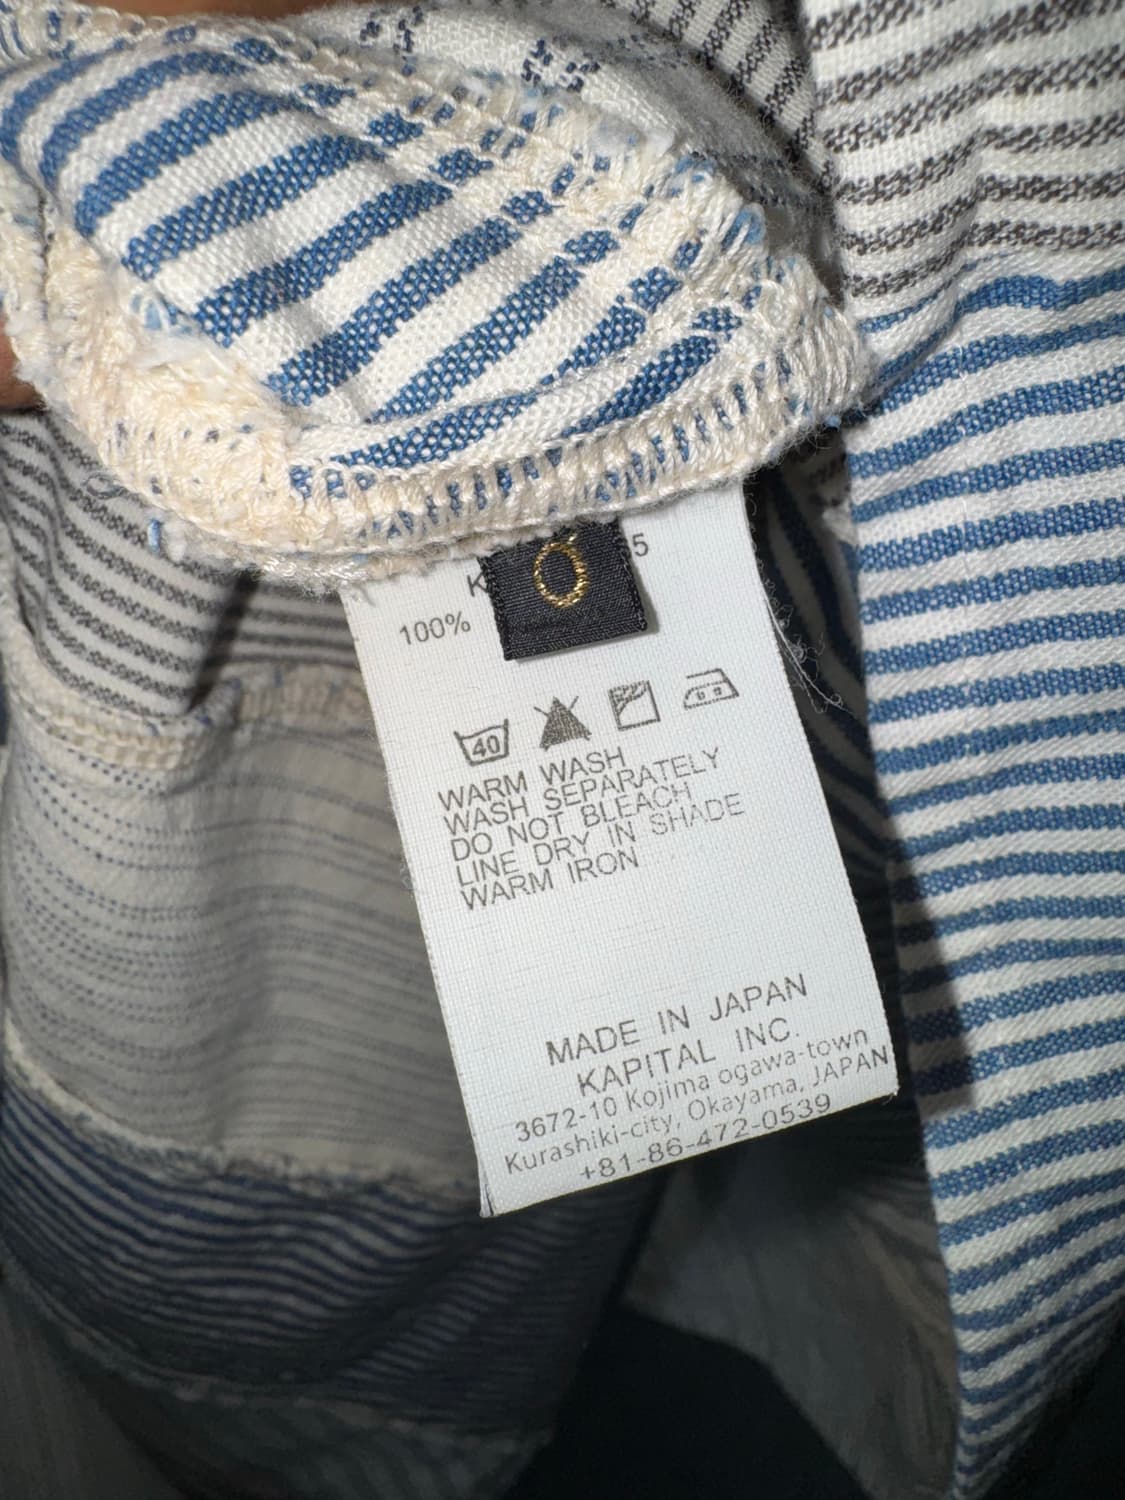 5
K
Ó
100%
40
WARM WASH
WASH SEPARATELY
DO NOT BLEACH
LINE DRY IN SHADE
WARM IRON
MADE IN JAPAN
KAPITAL INC.
3672-10 Kojima ogawa-town
Kurashiki-city, Okayama, JAPAN
+81-86-472-0539